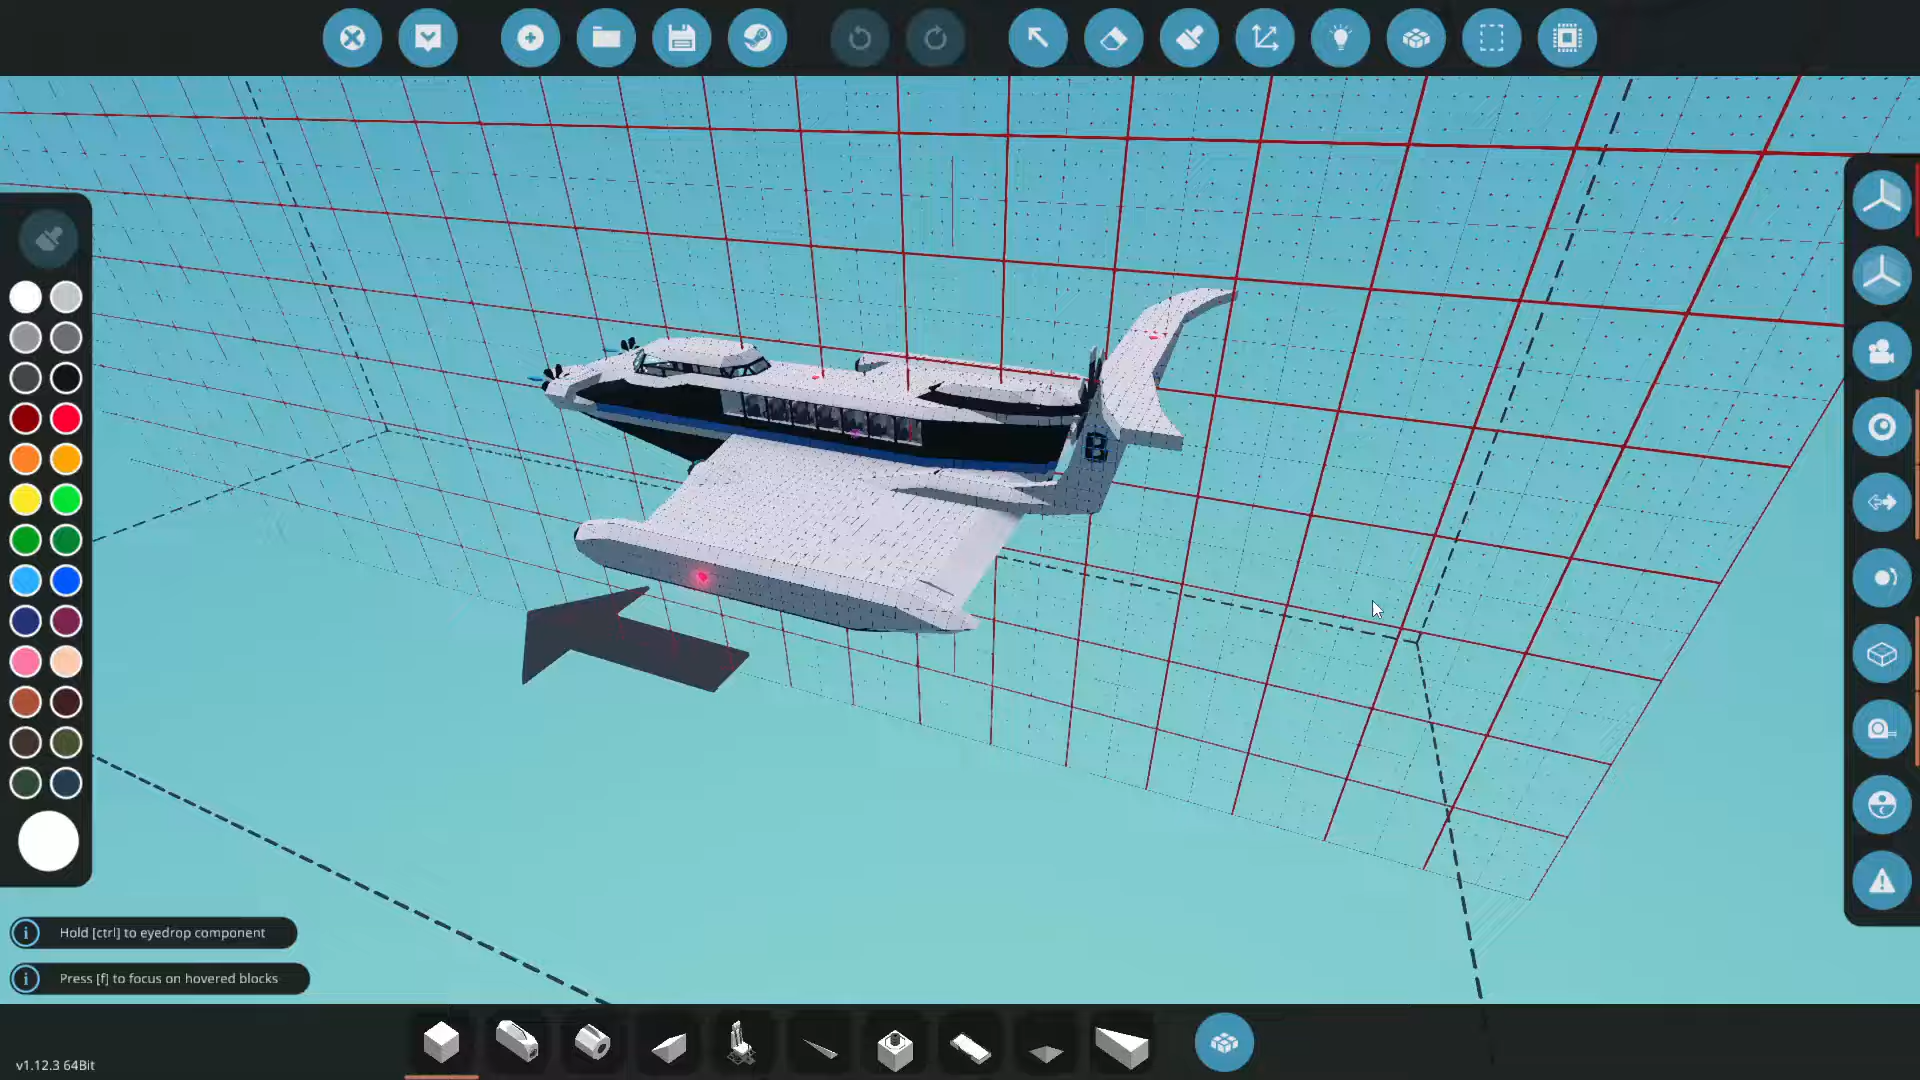 B
Hold [ctrl] to eyedrop component
Press [f] to focus on hovered blocks
v1.12.3 64Bit